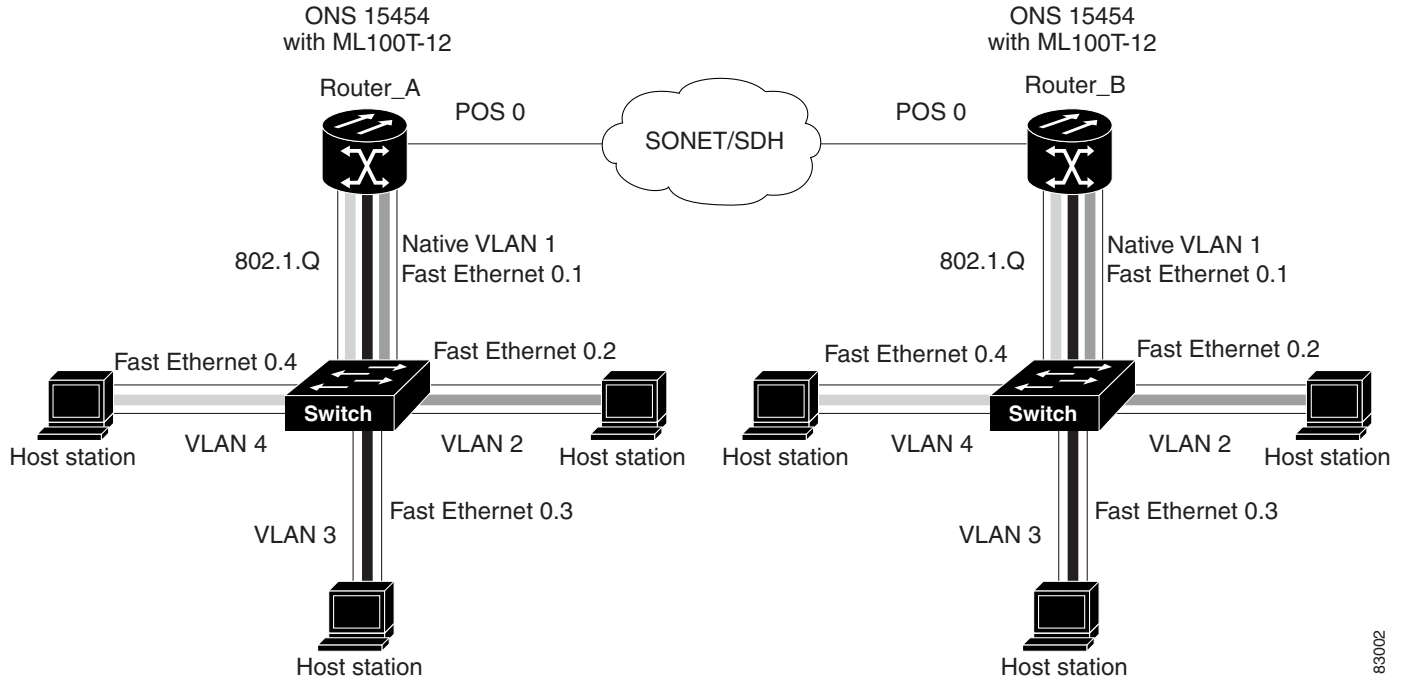 ONS 15454
with ML100T-12
ONS 15454
with ML100T-12
Router_A
Router_B
POS 0
SONET/SDH
POS 0
802.1.Q
Native VLAN 1
Fast Ethernet 0.1
802.1.Q
Native VLAN 1
Fast Ethernet 0.1
Fast Ethernet 0.4
Fast Ethernet 0.2
Fast Ethernet 0.4
Fast Ethernet 0.2
Switch
Switch
Host station
VLAN 4
VLAN 2
Host station
Host station
VLAN 4
VLAN 2
Host station
VLAN 3
Fast Ethernet 0.3
VLAN 3
Fast Ethernet 0.3
Host station
Host station
83002